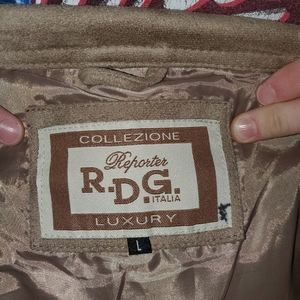 COLLEZIONE
Reporter
R.D.G.
ITALIA
LUXURY
L